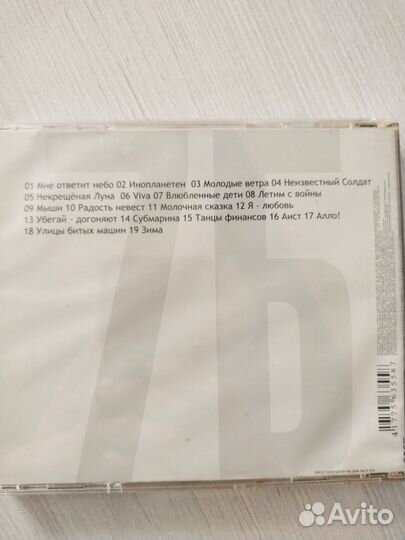 7Б
01 Мне ответит небо 02 Инопланетен 03 Молодые ветра 04 Неизвестный Солдат
05 Некрещёная Луна 06 Viva 07 Влюбленные дети 08 Летим с войны
09 Мыши 10 Радость невест 11 Молочная сказка 12 Я - любовь
13 Убегай - догоняют 14 Субмарина 15 Танцы финансов 16 Аист 17 Алло!
18 Улицы битых машин 19 Зима
Avito